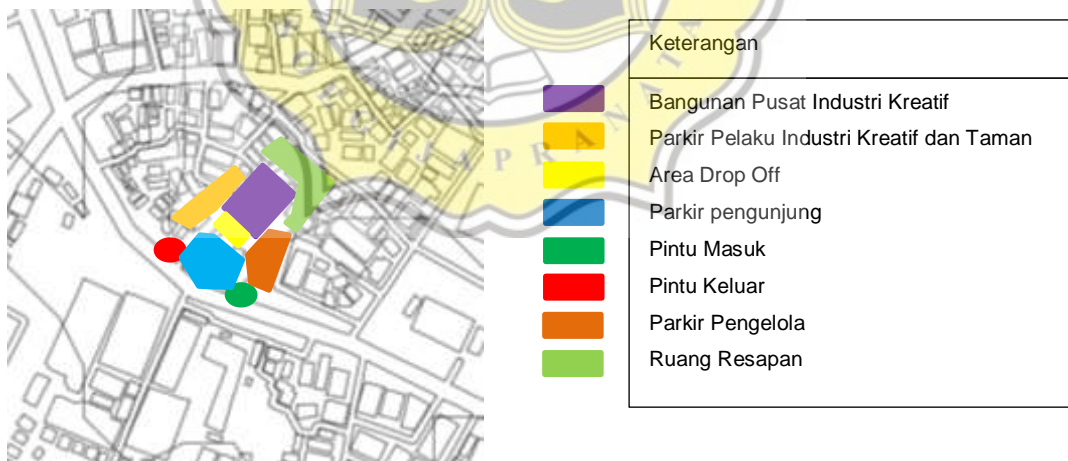 Keterangan
Bangunan Pusat Industri Kreatif
Parkir Pelaku Industri Kreatif dan Taman
Area Drop Off
Parkir pengunjung
Pintu Masuk
Pintu Keluar
Parkir Pengelola
Ruang Resapan